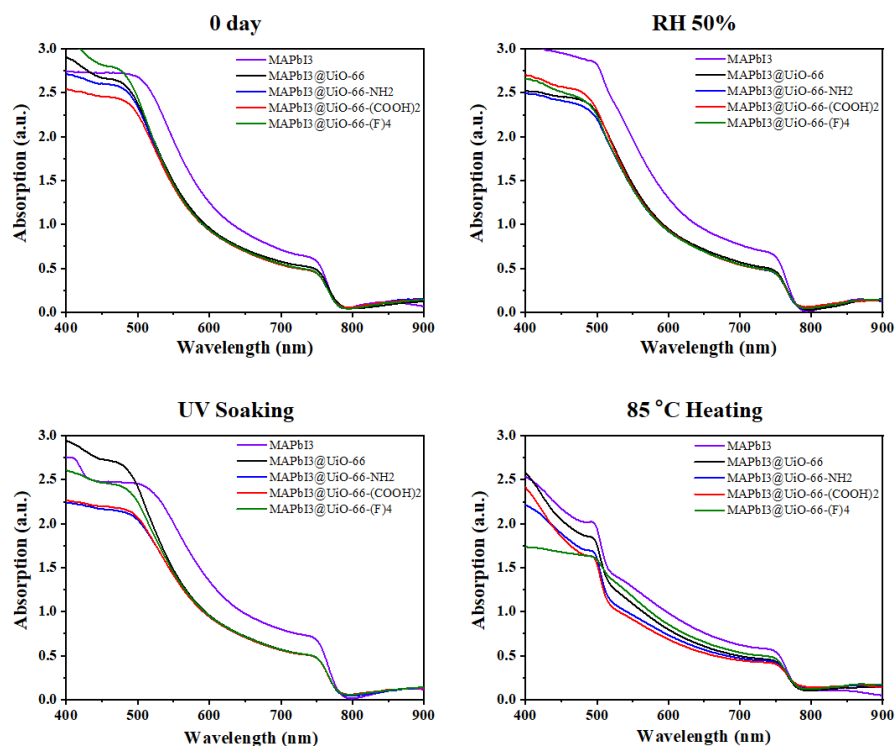 0 day
3.0
2.5
2.0
1.5
1.0
0.5
0.0
Absorption (a.u.)
MAPbI3
MAPbI3@UiO-66
MAPbI3@UiO-66-NH2
MAPbI3@UiO-66-(COOH)2
MAPbI3@UiO-66-(F)4
400 500 600 700 800 900
Wavelength (nm)
RH 50%
3.0
2.5
2.0
1.5
1.0
0.5
0.0
Absorption (a.u.)
MAPbI3
MAPbI3@UiO-66
MAPbI3@UiO-66-NH2
MAPbI3@UiO-66-(COOH)2
MAPbI3@UiO-66-(F)4
400 500 600 700 800 900
Wavelength (nm)
UV Soaking
3.0
2.5
2.0
1.5
1.0
0.5
0.0
Absorption (a.u.)
MAPbI3
MAPbI3@UiO-66
MAPbI3@UiO-66-NH2
MAPbI3@UiO-66-(COOH)2
MAPbI3@UiO-66-(F)4
400 500 600 700 800 900
Wavelength (nm)
85 °C Heating
3.0
2.5
2.0
1.5
1.0
0.5
0.0
Absorption (a.u.)
MAPbI3
MAPbI3@UiO-66
MAPbI3@UiO-66-NH2
MAPbI3@UiO-66-(COOH)2
MAPbI3@UiO-66-(F)4
400 500 600 700 800 900
Wavelength (nm)